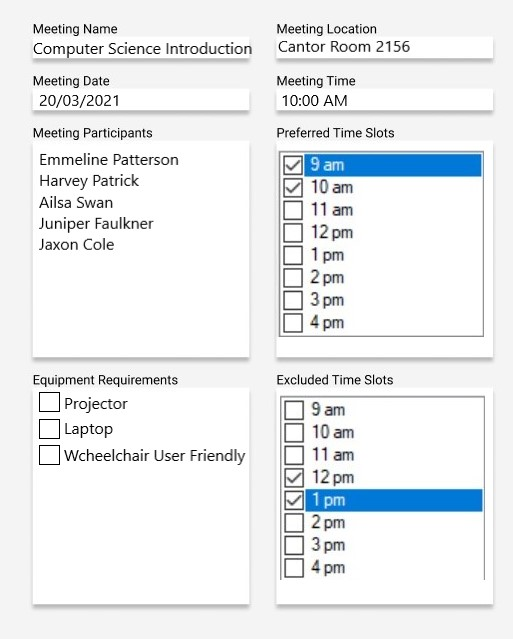 Meeting Name
Computer Science Introduction
Meeting Location
Cantor Room 2156
Meeting Date
20/03/2021
Meeting Time
10:00 AM
Meeting Participants
Emmeline Patterson
Harvey Patrick
Ailsa Swan
Juniper Faulkner
Jaxon Cole
Preferred Time Slots
9 am
10 am
11 am
12 pm
1 pm
2 pm
3 pm
4 pm
Equipment Requirements
Projector
Laptop
Wcheelchair User Friendly
Excluded Time Slots
9 am
10 am
11 am
12 pm
1 pm
2 pm
3 pm
4 pm